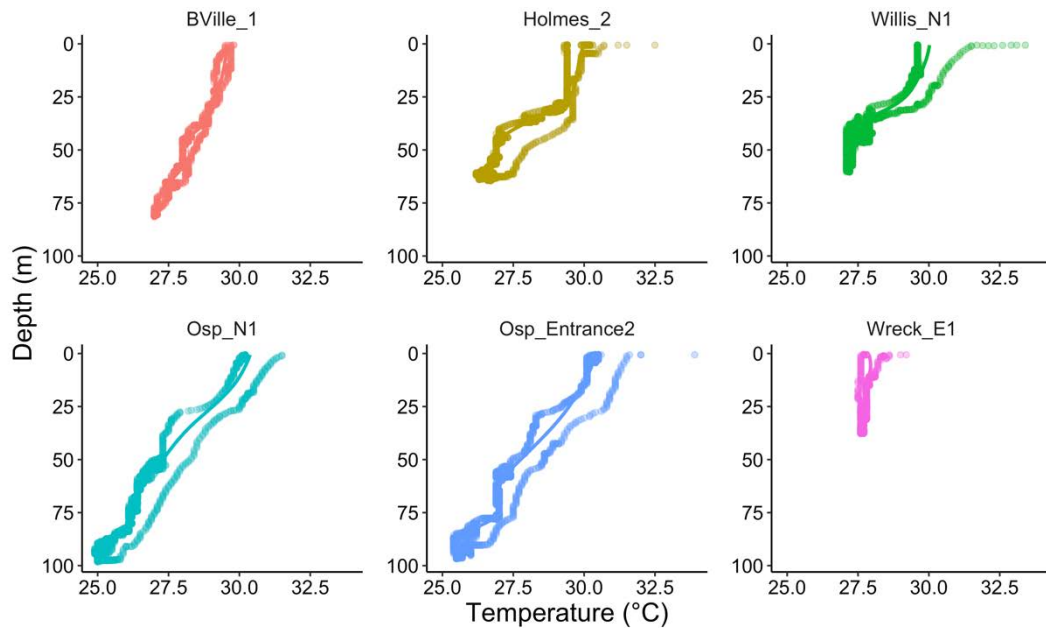 BVille_1 Holmes_2 Willis_N1
0 0 0
25 25 25
50 50 50
75 75 75
100 100 100
25.0 27.5 30.0 32.5 25.0 27.5 30.0 32.5 25.0 27.5 30.0 32.5
Depth (m)
Osp_N1 Osp_Entrance2 Wreck_E1
0 0 0
25 25 25
50 50 50
75 75 75
100 100 100
25.0 27.5 30.0 32.5 25.0 27.5 30.0 32.5 25.0 27.5 30.0 32.5
Temperature (°C)